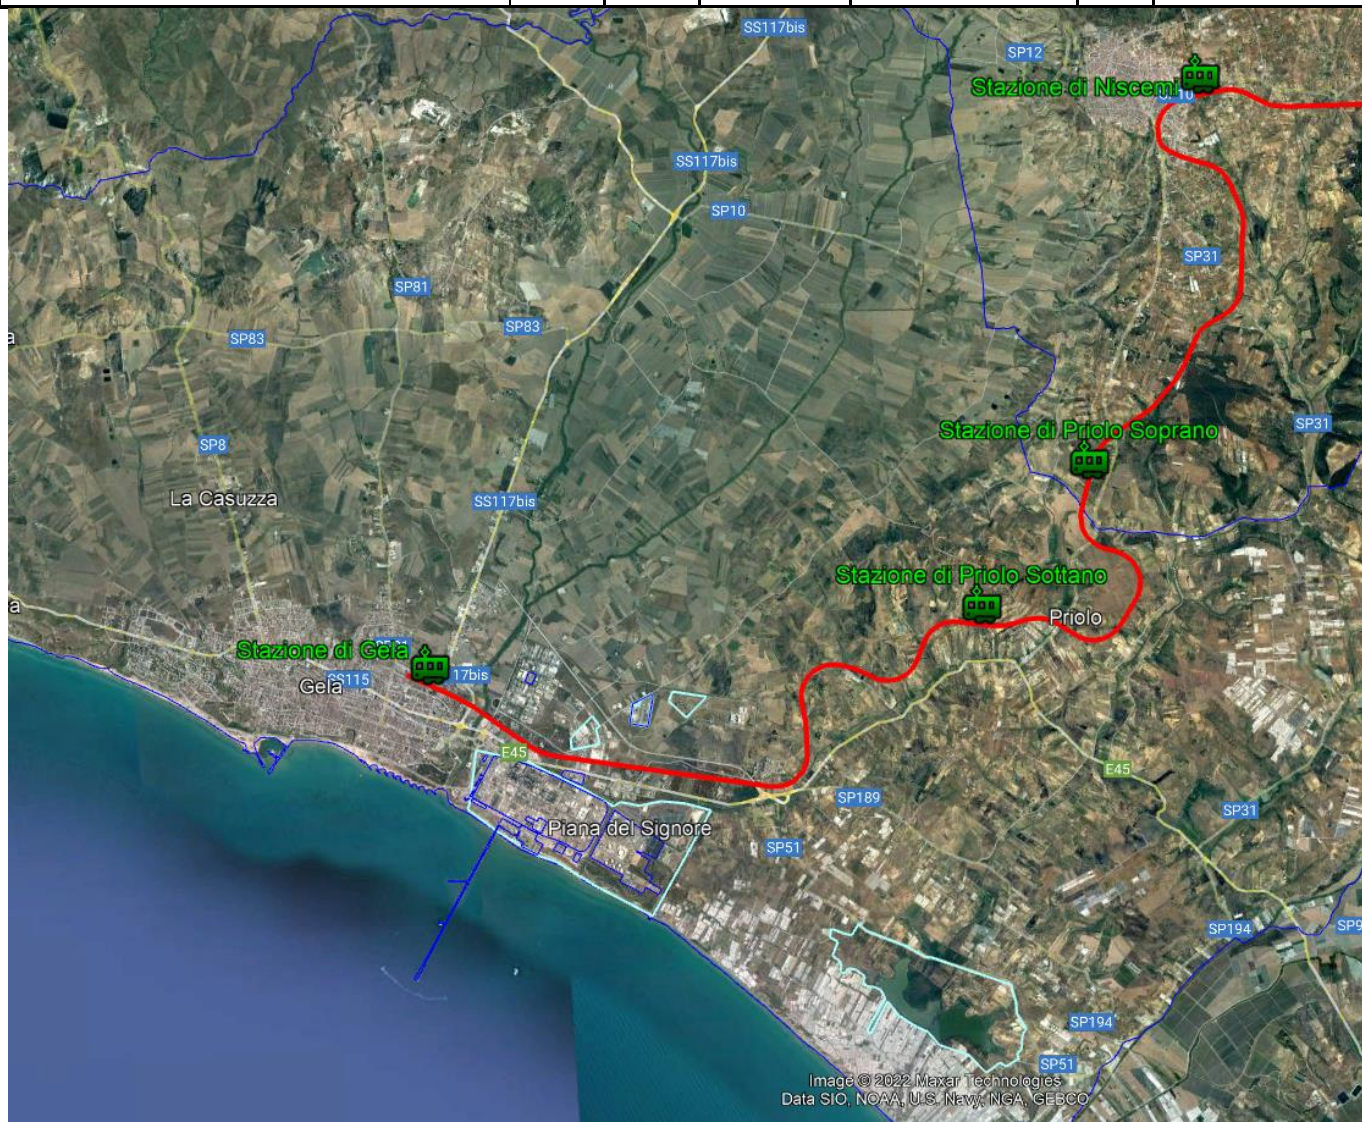 SS117bis
SP12
Stazione di Niscemi
SP10
SS117bis
SP10
SP31
SP81
SP83
SP83
a
SP8
SP31
Stazione di Priolo Soprano
La Casuzza
SS117bis
Stazione di Priolo Sottano
a
Priolo
Stazione di Gela
17bis
SS115
Gela
E45
E45
SP189
SP31
Piana del Signore
SP51
SP194
SP9
SP194
SP51
Image © 2022 Maxar Technologies
Data SIO, NOAA, U.S. Navy, NGA, GEBCO